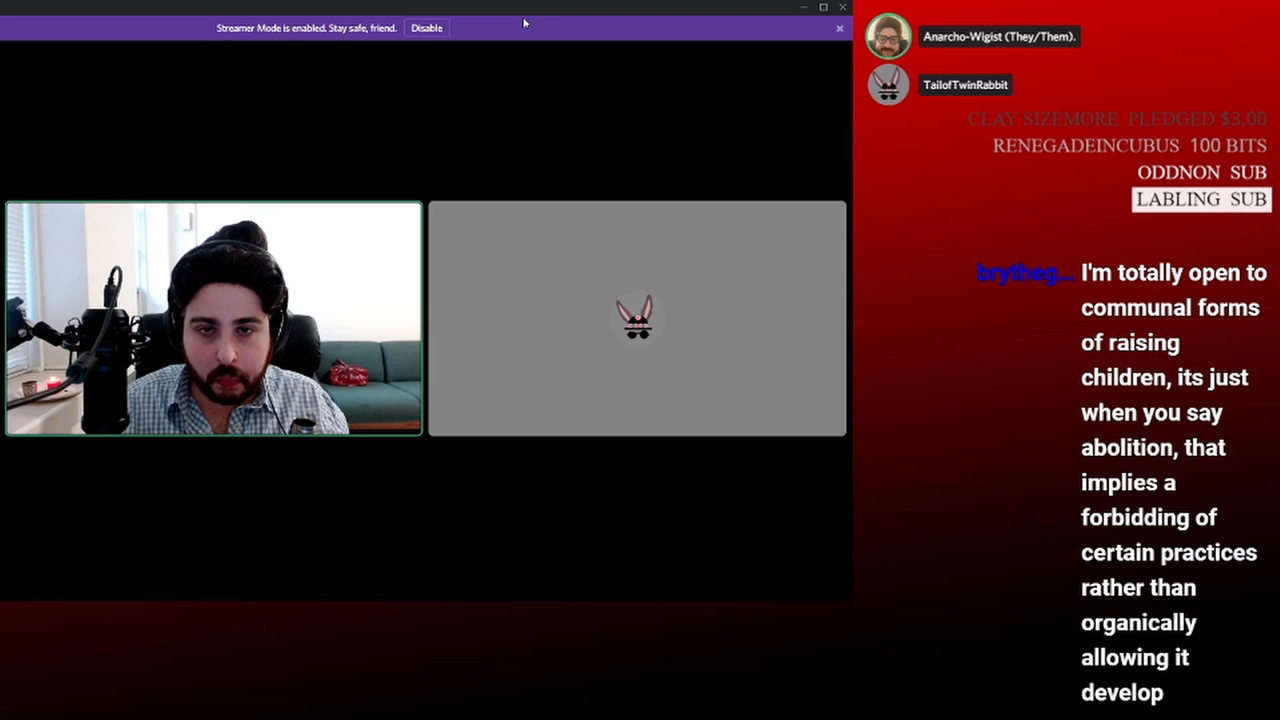 Streamer Mode is enabled. Stay safe, friend. Disable
Anarcho-Wigist (They/Them).
TailofTwinRabbit
CLAY SIZEMORE PLEDGED $3.00
RENEGADEINCUBUS 100 BITS
ODDNON SUB
LABLING SUB
brytheg... I'm totally open to
communal forms
of raising
children, its just
when you say
abolition, that
implies a
forbidding of
certain practices
rather than
organically
allowing it
develop